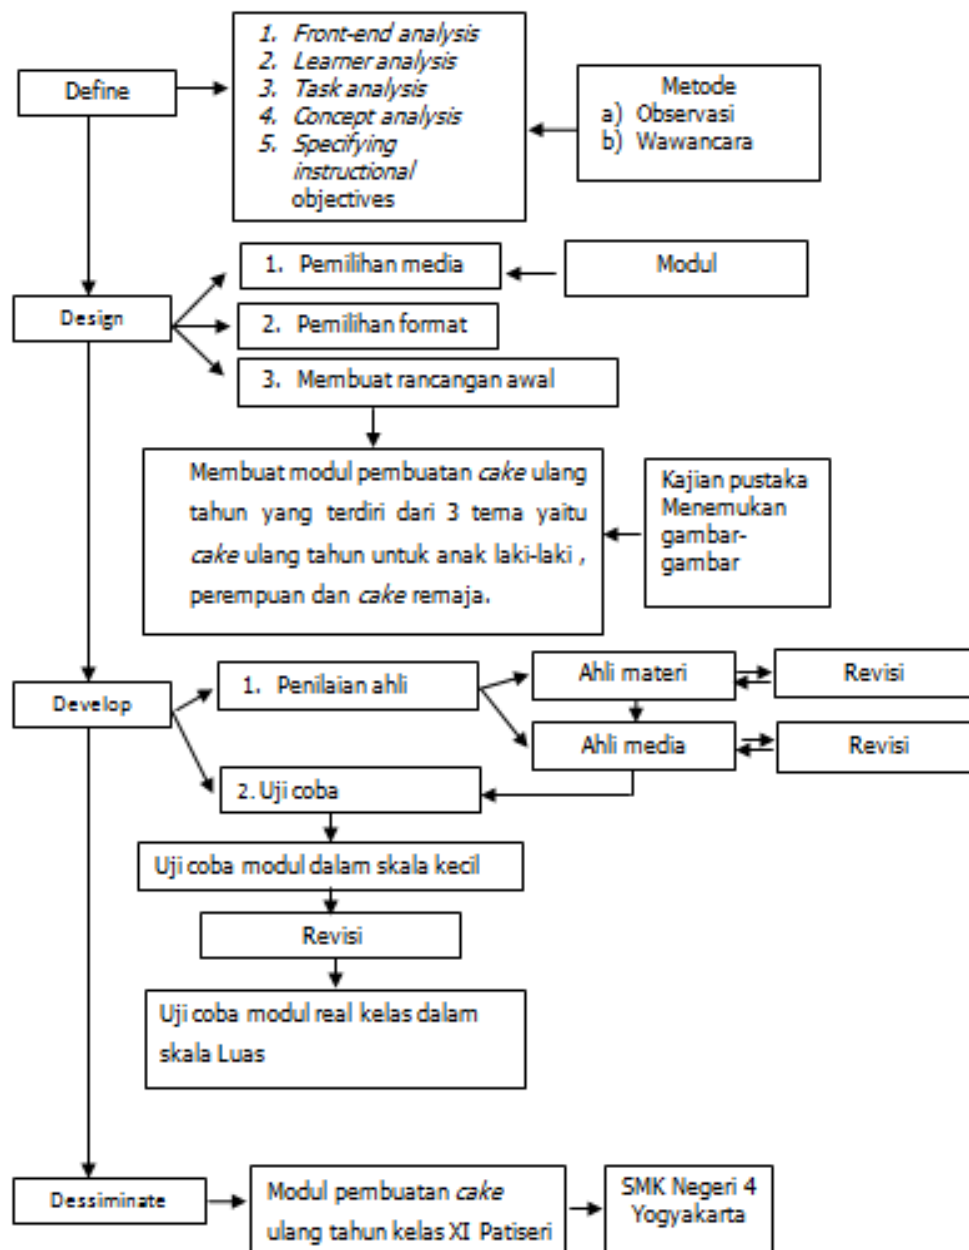 Define
1. Front-end analysis
2. Learner analysis
3. Task analysis
4. Concept analysis
5. Specifying
instructional
objectives
Metode
a) Observasi
b) Wawancara
Design
1. Pemilihan media
Modul
2. Pemilihan format
3. Membuat rancangan awal
Membuat modul pembuatan cake ulang
tahun yang terdiri dari 3 tema yaitu
cake ulang tahun untuk anak laki-laki ,
perempuan dan cake remaja.
Kajian pustaka
Menemukan
gambar-
gambar
Develop
1. Penilaian ahli
Ahli materi
Revisi
Ahli media
Revisi
2. Uji coba
Uji coba modul dalam skala kecil
Revisi
Uji coba modul real kelas dalam
skala Luas
Dessiminate
Modul pembuatan cake
ulang tahun kelas XI Patiseri
SMK Negeri 4
Yogyakarta